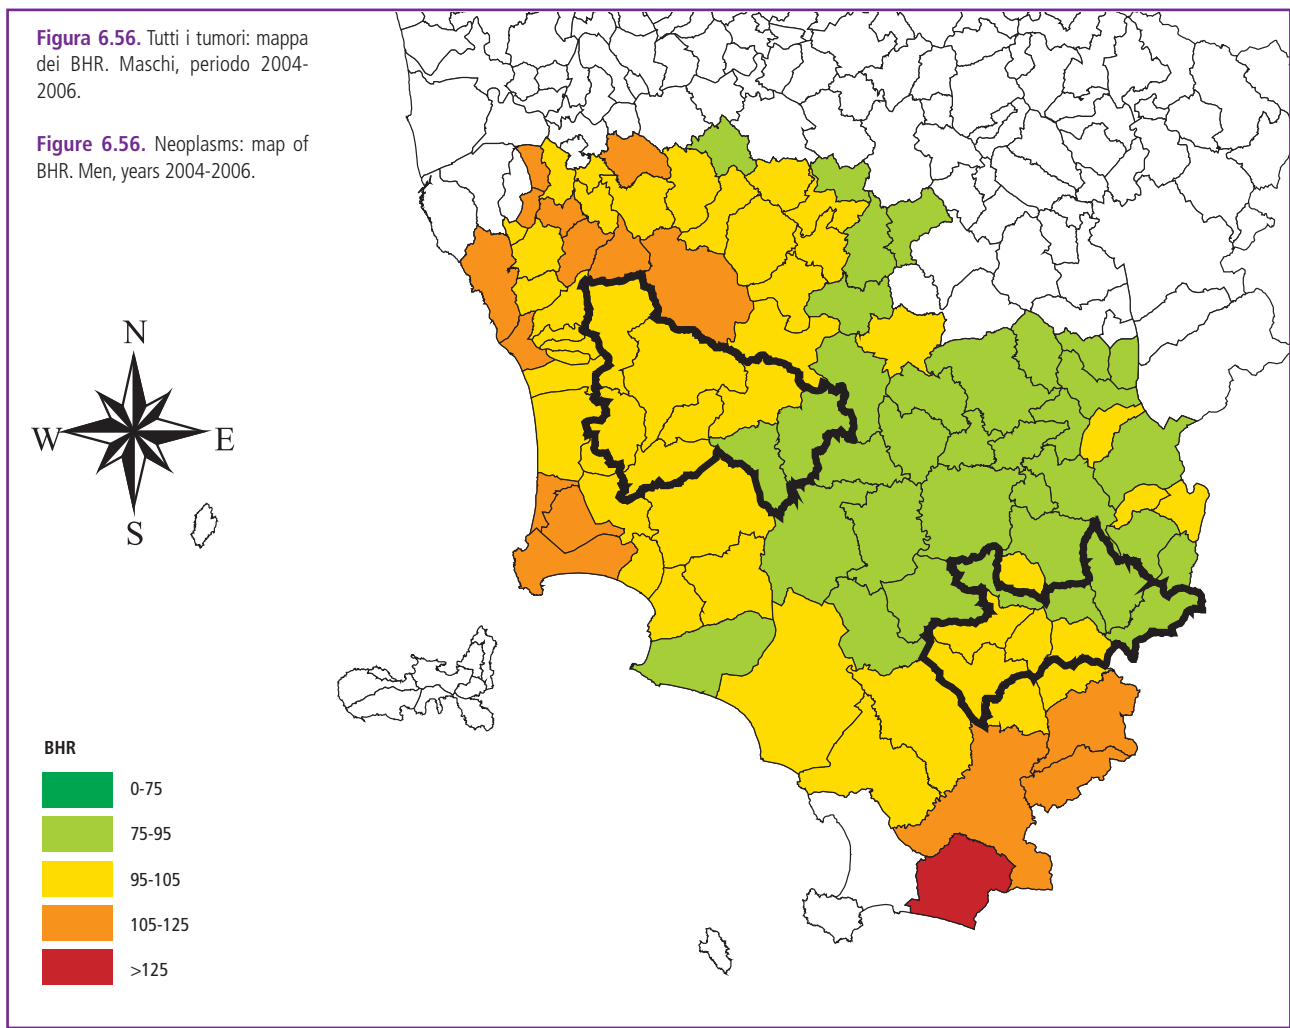 Figura 6.56. Tutti i tumori: mappa
dei BHR. Maschi, periodo 2004-
2006.
Figure 6.56. Neoplasms: map of
BHR. Men, years 2004-2006.
N
W
E
S
BHR
0-75
75-95
95-105
105-125
>125